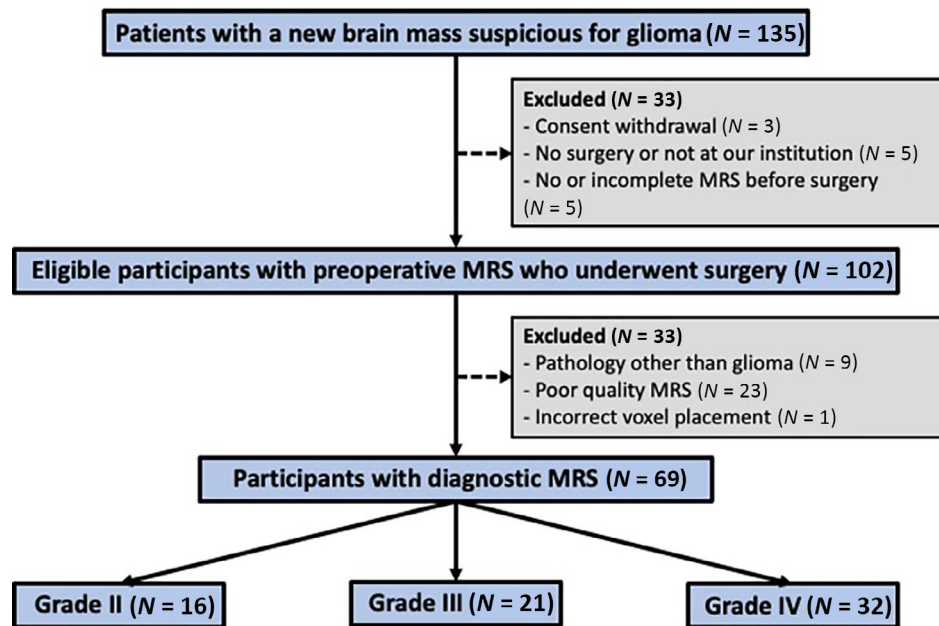 Patients with a new brain mass suspicious for glioma (N = 135)
Excluded (N = 33)
- Consent withdrawal (N = 3)
- No surgery or not at our institution (N = 5)
- No or incomplete MRS before surgery
(N = 5)
Eligible participants with preoperative MRS who underwent surgery (N = 102)
Excluded (N = 33)
- Pathology other than glioma (N = 9)
- Poor quality MRS (N = 23)
- Incorrect voxel placement (N = 1)
Participants with diagnostic MRS (N = 69)
Grade II (N = 16)
Grade III (N = 21)
Grade IV (N = 32)